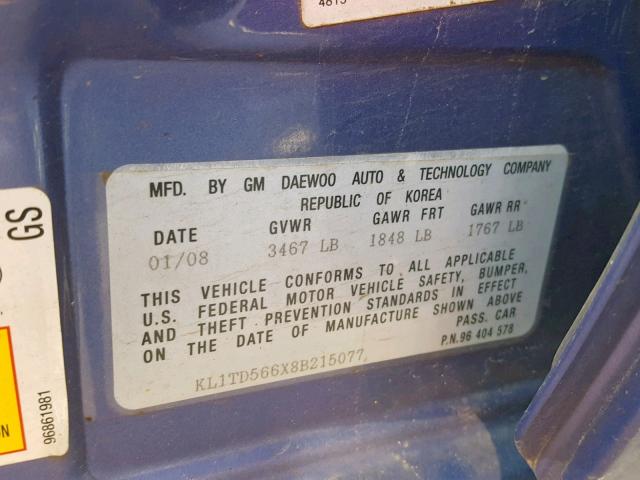 4815
MFD. BY GM DAEWOO AUTO & TECHNOLOGY COMPANY
REPUBLIC OF KOREA
DATE GVWR GAWR FRT GAWR RR
01/08 3467 LB 1848 LB 1767 LB
THIS VEHICLE CONFORMS TO ALL APPLICABLE
U.S. FEDERAL MOTOR VEHICLE SAFETY, BUMPER,
AND THEFT PREVENTION STANDARDS IN EFFECT
ON THE DATE OF MANUFACTURE SHOWN ABOVE
PASS. CAR
P.N.96 404 578
KL1TD566X8B215077
GS
96861981